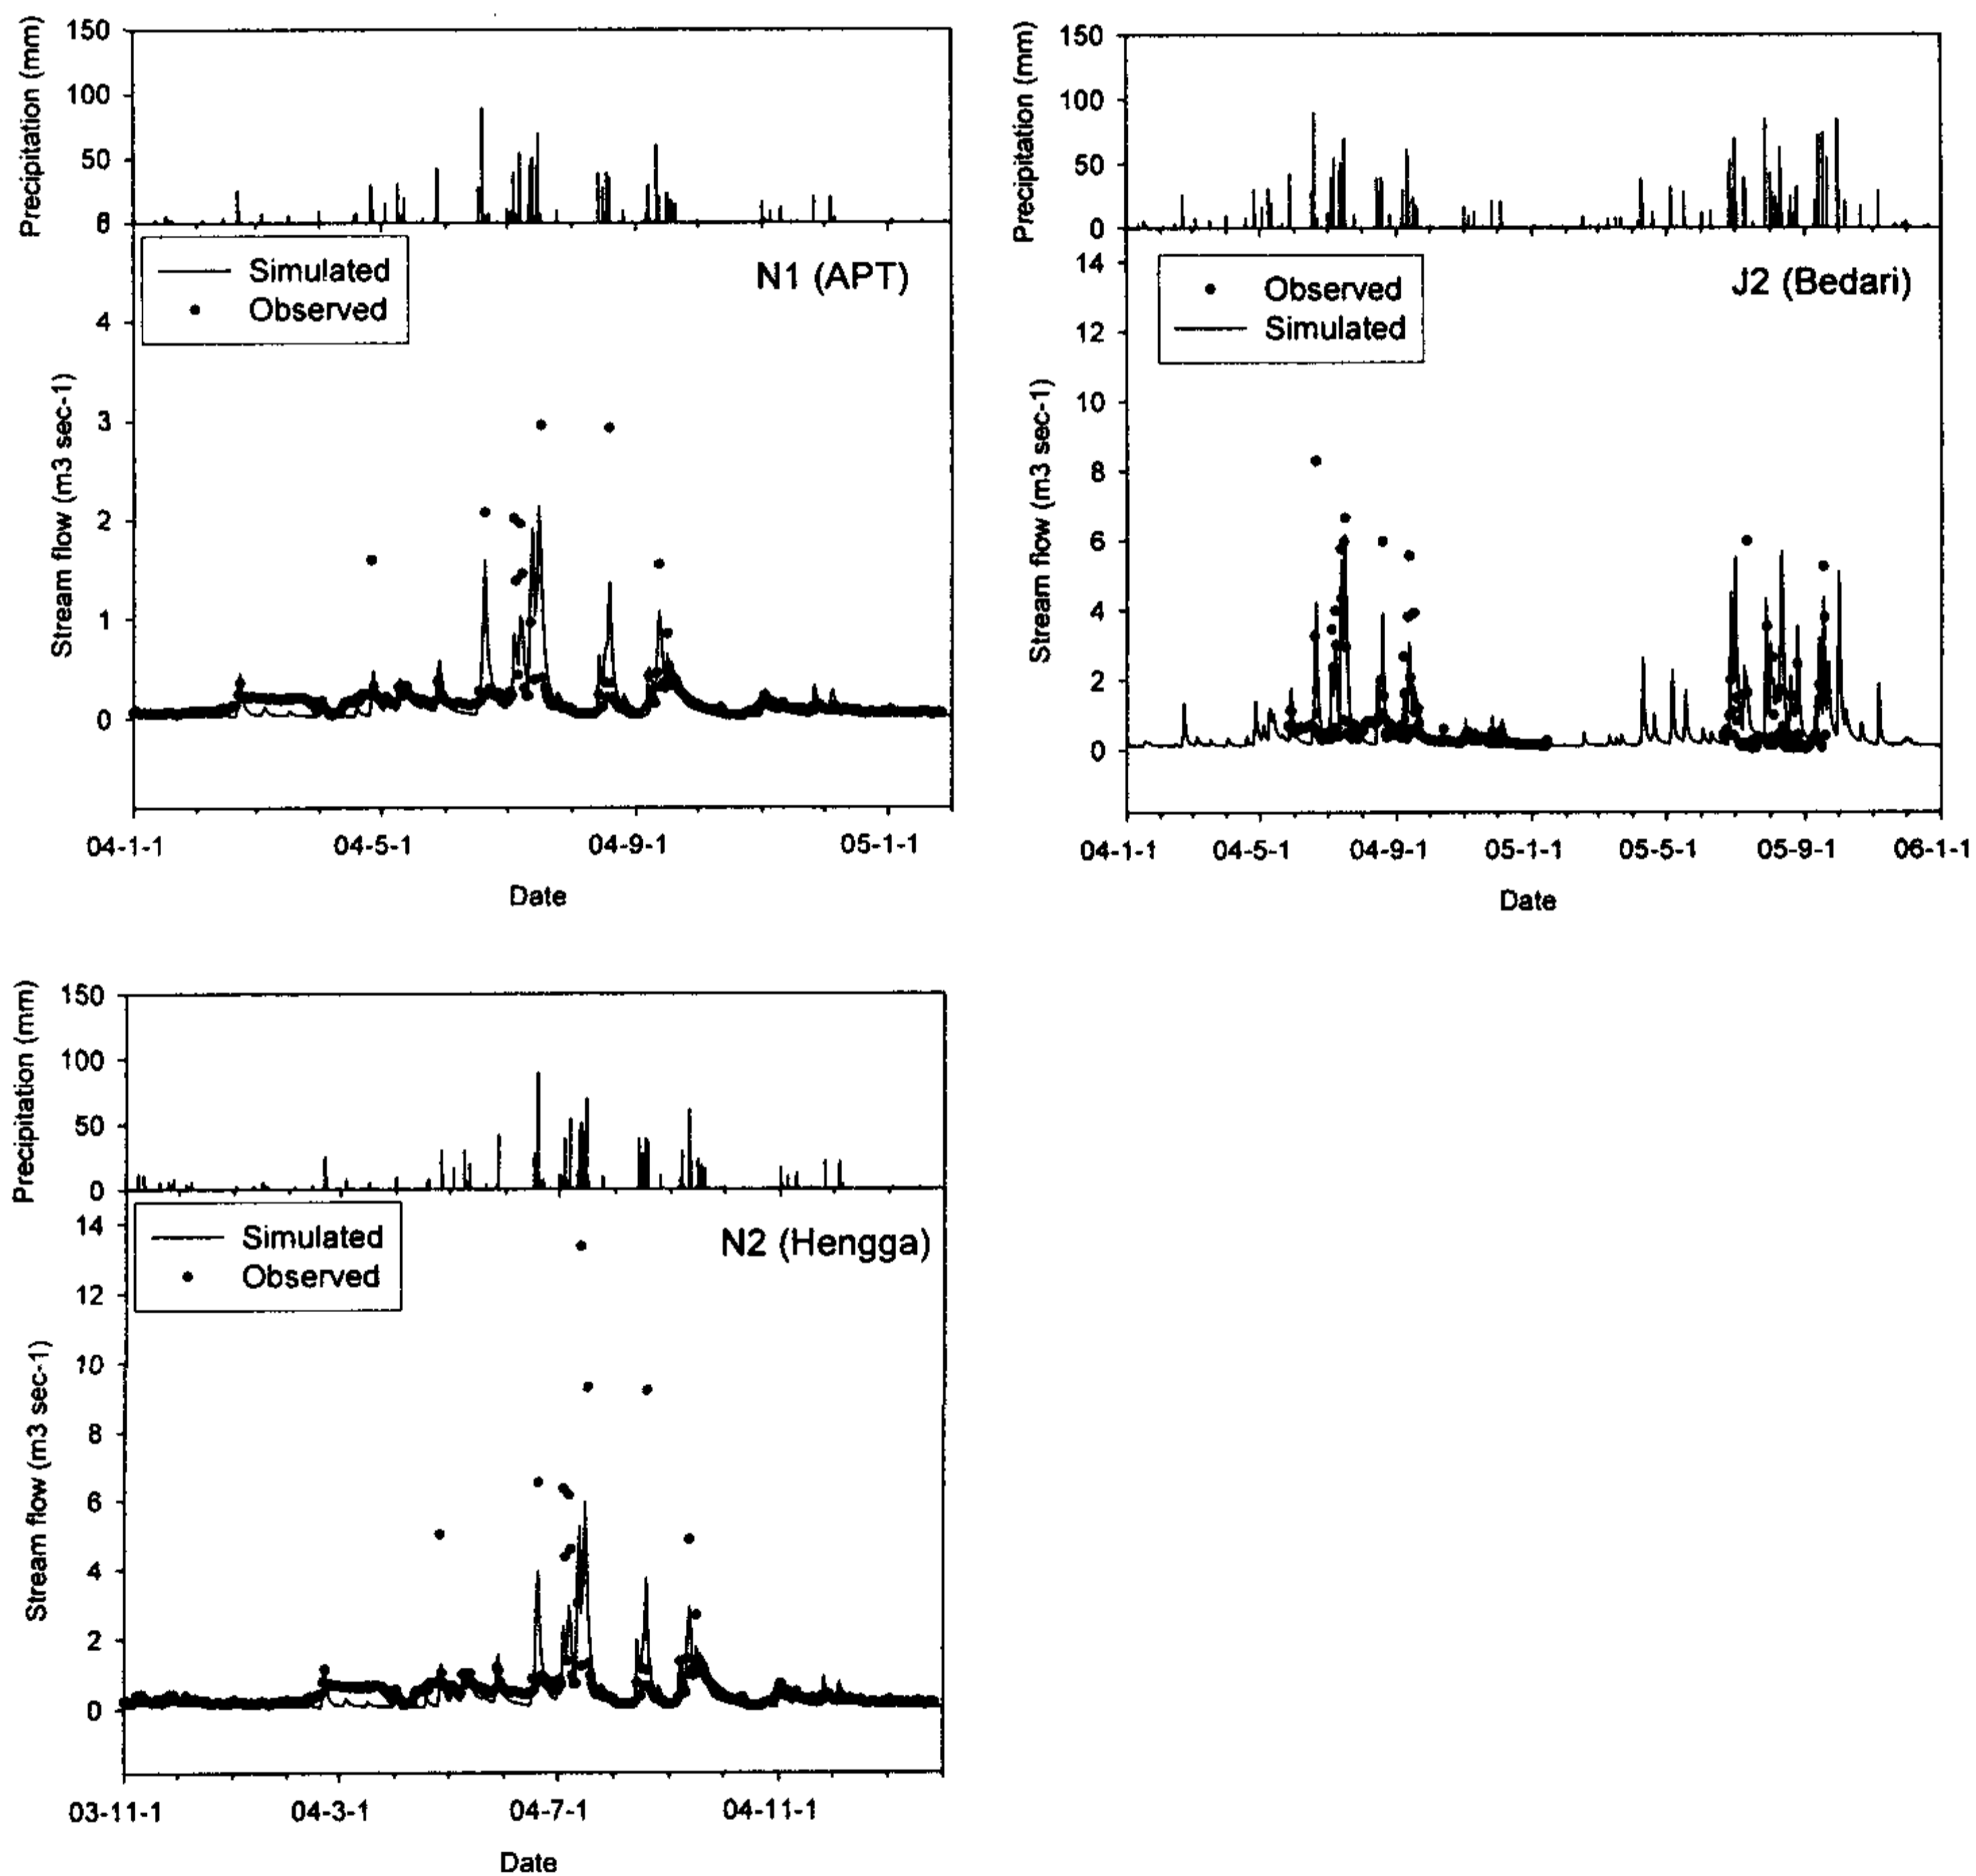 150
100
50
0
Precipitation (mm)
Simulated
Observed
N1 (APT)
4
3
2
1
0
Stream flow (m3 sec-1)
04-1-1
04-5-1
04-9-1
05-1-1
Date
150
100
50
0
Precipitation (mm)
Observed
Simulated
J2 (Bedari)
14
12
10
8
6
4
2
0
Stream flow (m3 sec-1)
04-1-1
04-5-1
04-9-1
05-1-1
05-5-1
05-9-1
06-1-1
Date
150
100
50
0
Precipitation (mm)
Simulated
Observed
N2 (Hengga)
14
12
10
8
6
4
2
0
Stream flow (m3 sec-1)
03-11-1
04-3-1
04-7-1
04-11-1
Date